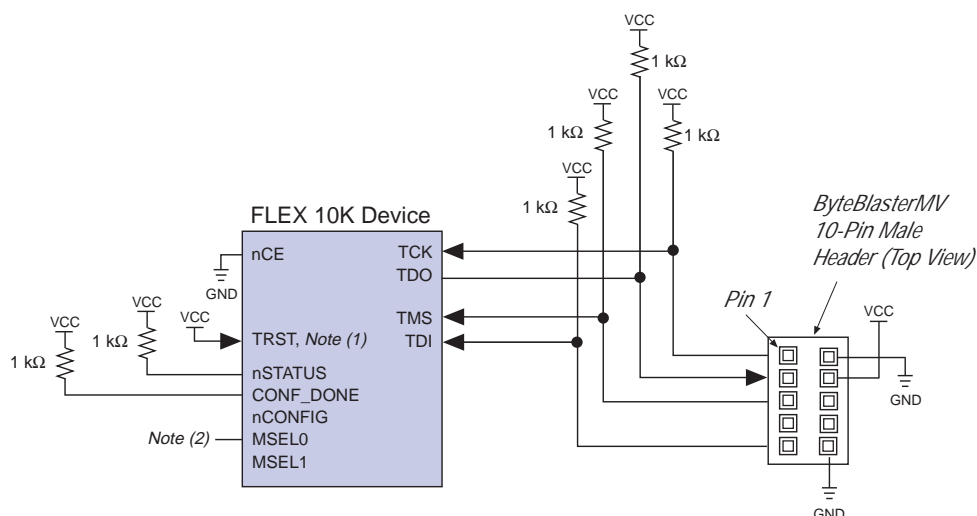 VCC
1 kΩ
VCC
1 kΩ
VCC
1 kΩ
VCC
1 kΩ
FLEX 10K Device
nCE
GND
TCK
TDO
TMS
TDI
VCC
TRST, Note (1)
VCC
1 kΩ
VCC
1 kΩ
nSTATUS
CONF_DONE
nCONFIG
Note (2)
MSEL0
MSEL1
ByteBlasterMV
10-Pin Male
Header (Top View)
Pin 1
VCC
GND
GND